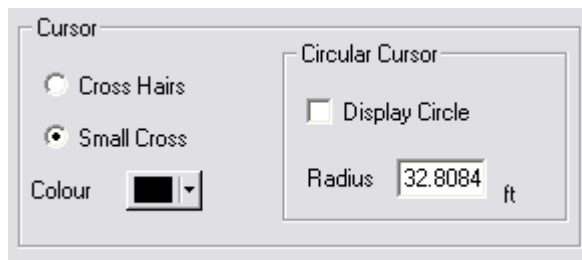 Cursor
Cross Hairs
Small Cross
Colour
Circular Cursor
Display Circle
Radius 32.8084 ft